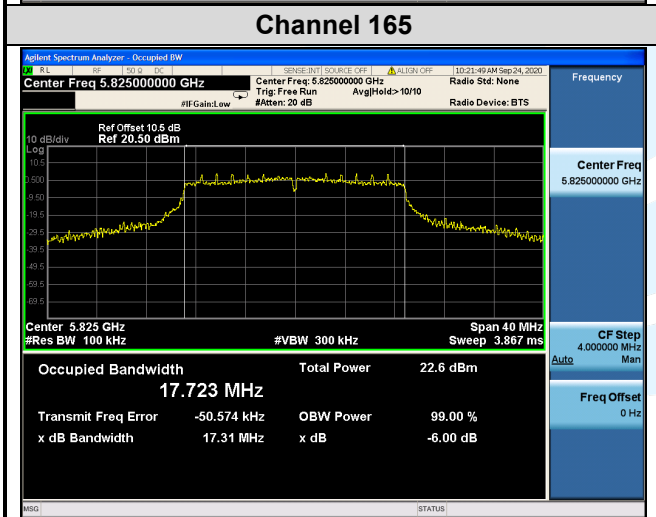 Channel 165
Agilent Spectrum Analyzer - Occupied BW
RL RF 50 Ω DC SENSE:INT SOURCE OFF ALIGN OFF 10:21:49 AM Sep 24, 2020
Center Freq 5.825000000 GHz
Center Freq: 5.825000000 GHz
Radio Std: None
Trig: Free Run Avg|Hold:>10/10
#IFGain:Low
#Atten: 20 dB
Radio Device: BTS
Ref Offset 10.5 dB
10 dB/div Ref 20.50 dBm
Log
10.5
0.500
-9.50
-19.5
-29.5
-39.5
-49.5
-59.5
-69.5
Center 5.825 GHz
Span 40 MHz
#Res BW 100 kHz
#VBW 300 kHz
Sweep 3.867 ms
Occupied Bandwidth
Total Power 22.6 dBm
17.723 MHz
Transmit Freq Error -50.574 kHz
OBW Power 99.00 %
x dB Bandwidth 17.31 MHz
x dB -6.00 dB
MSG
STATUS
Frequency
Center Freq
5.825000000 GHz
CF Step
4.000000 MHz
Auto Man
Freq Offset
0 Hz